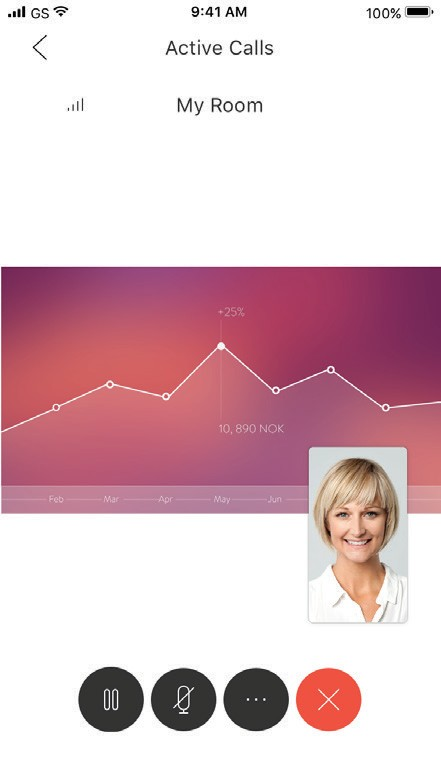 GS 9:41 AM 100%
Active Calls
My Room
+25%
10, 890 NOK
Feb Mar Apr May Jun